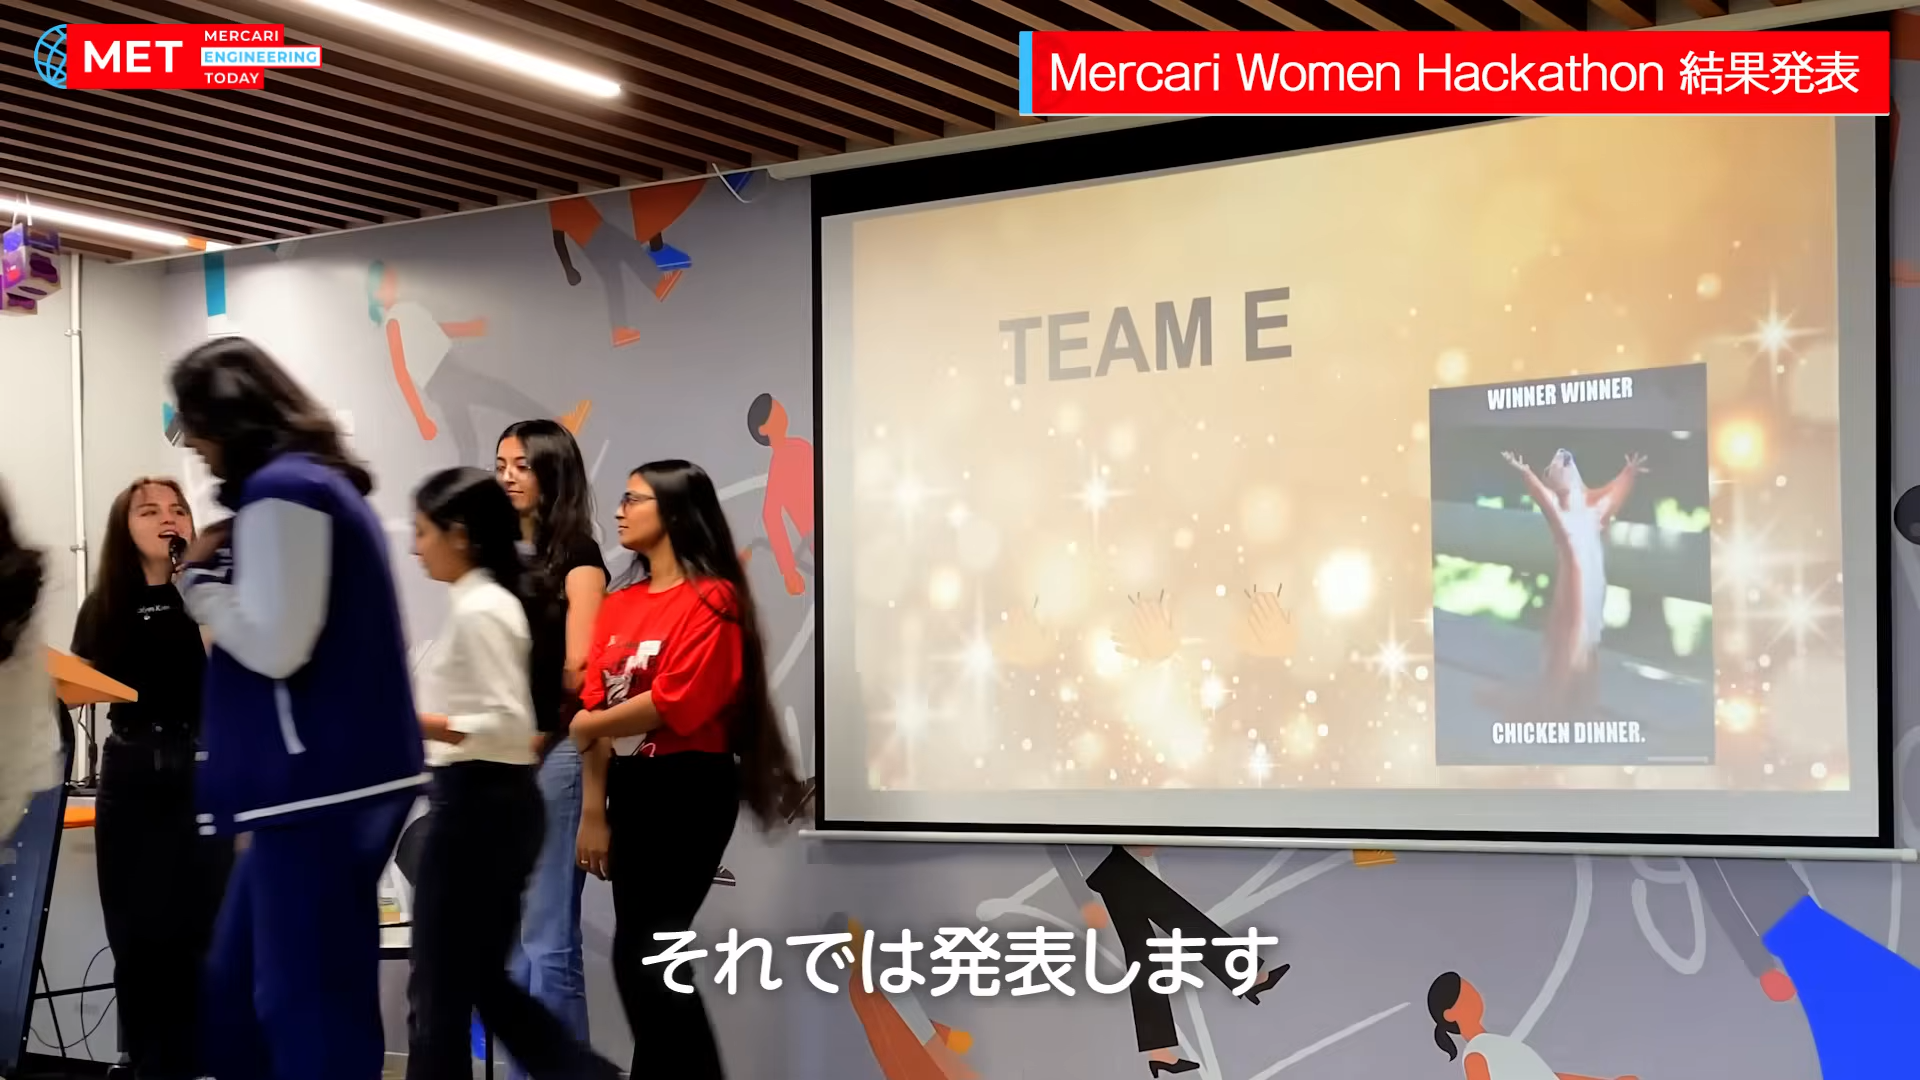 MET
MERCARI
ENGINEERING
TODAY
Mercari Women Hackathon 結果発表
TEAM E
WINNER WINNER
CHICKEN DINNER.
それでは発表します